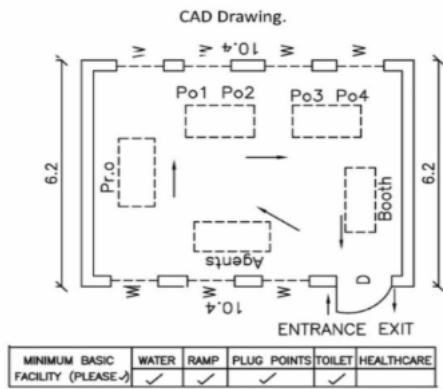 CAD Drawing.
W W 10.4 W W
Po1 Po2 Po3 Po4
6.2 6.2
Pr.o
Booth
Agents
W W W D
10.4
ENTRANCE EXIT
MINIMUM BASIC FACILITY (PLEASE ✓) WATER RAMP PLUG POINTS TOILET HEALTHCARE
✓ ✓ ✓ ✓